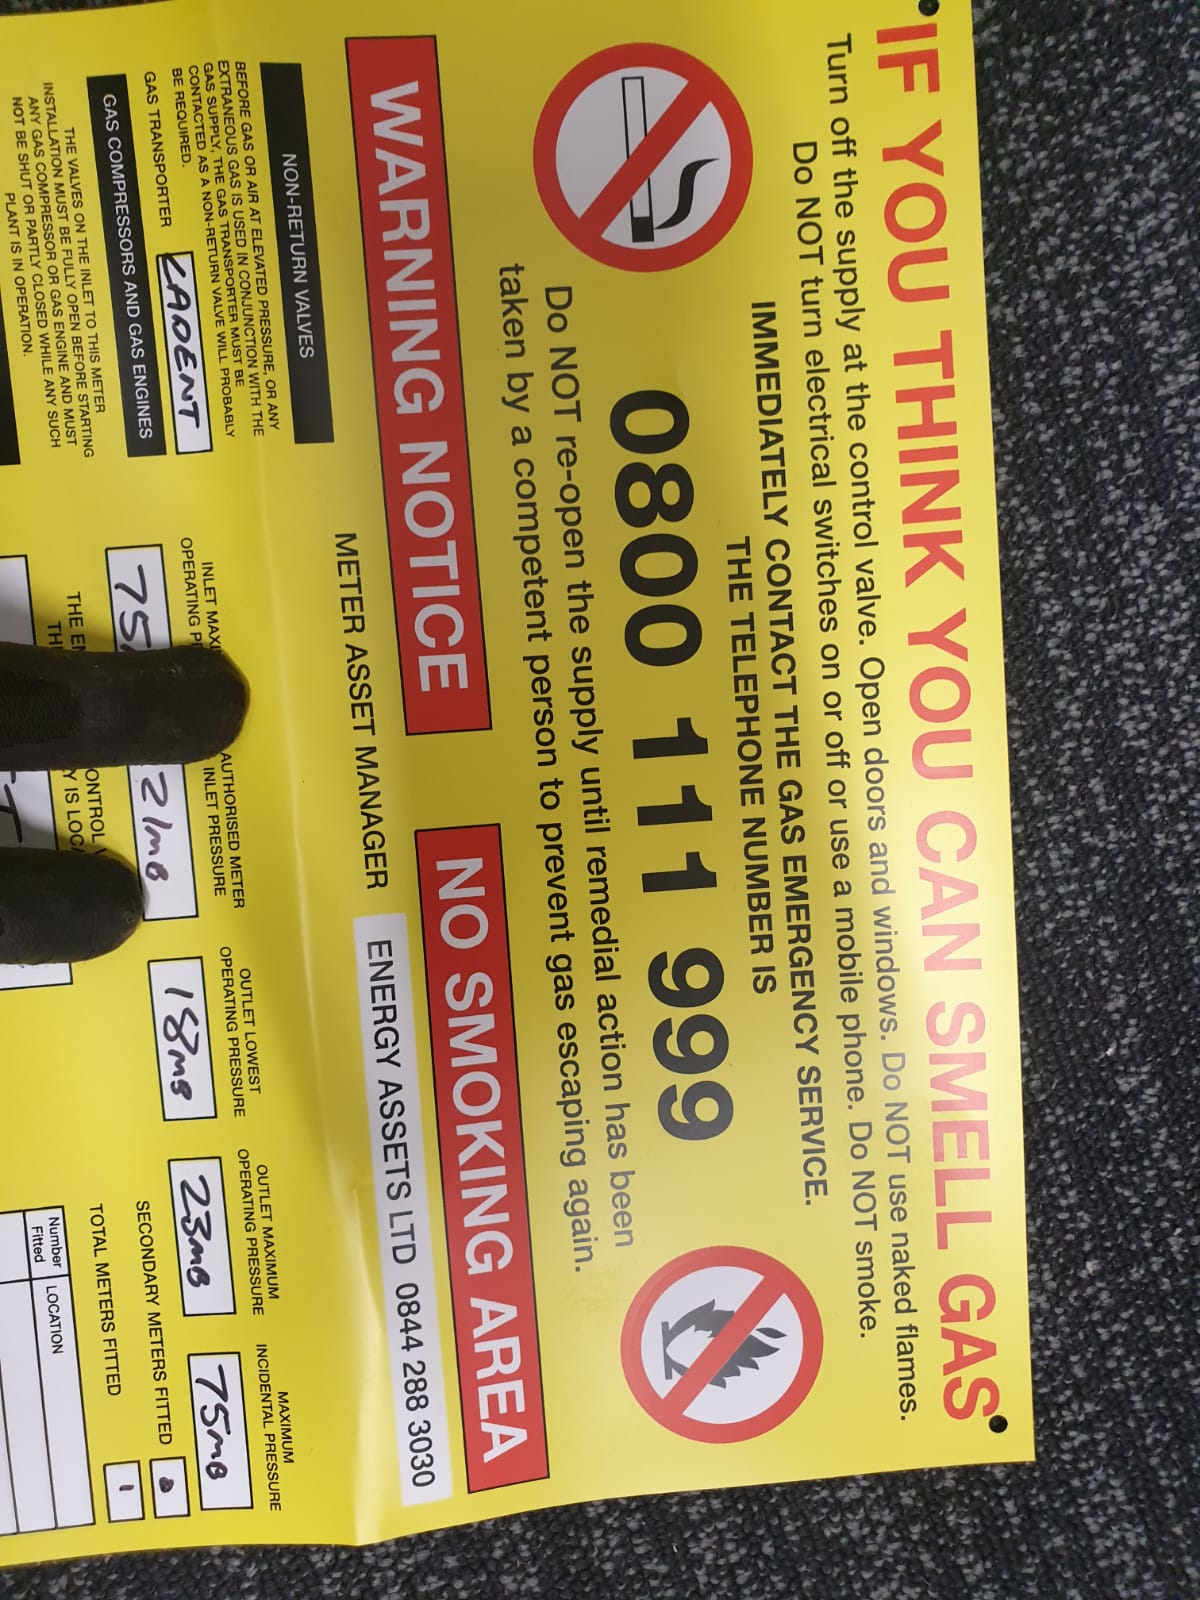 IF YOU THINK YOU CAN SMELL GAS
Turn off the supply at the control valve. Open doors and windows. Do NOT use naked flames.
Do NOT turn electrical switches on or off or use a mobile phone. Do NOT smoke.
IMMEDIATELY CONTACT THE GAS EMERGENCY SERVICE.
THE TELEPHONE NUMBER IS
0800 111 999
Do NOT re-open the supply until remedial action has been
taken by a competent person to prevent gas escaping again.
WARNING NOTICE
NO SMOKING AREA
METER ASSET MANAGER
ENERGY ASSETS LTD 0844 288 3030
NON-RETURN VALVES
BEFORE GAS OR AIR AT ELEVATED PRESSURE, OR ANY
EXTRANEOUS GAS IS USED IN CONJUNCTION WITH THE
GAS SUPPLY, THE GAS TRANSPORTER MUST BE
CONTACTED AS A NON-RETURN VALVE WILL PROBABLY
BE REQUIRED.
GAS TRANSPORTER
CADENT
GAS COMPRESSORS AND GAS ENGINES
THE VALVES ON THE INLET TO THIS METER
INSTALLATION MUST BE FULLY OPEN BEFORE STARTING
ANY GAS COMPRESSOR OR GAS ENGINE AND MUST
NOT BE SHUT OR PARTLY CLOSED WHILE ANY SUCH
PLANT IS IN OPERATION.
INLET
OPERATING
75
AUTHORISED METER
INLET PRESSURE
21mB
OUTLET LOWEST
OPERATING PRESSURE
18mB
OUTLET MAXIMUM
OPERATING PRESSURE
23mB
MAXIMUM
INCIDENTAL PRESSURE
75mB
THE
SECONDARY METERS FITTED
0
TOTAL METERS FITTED
1
Number
Fitted
LOCATION